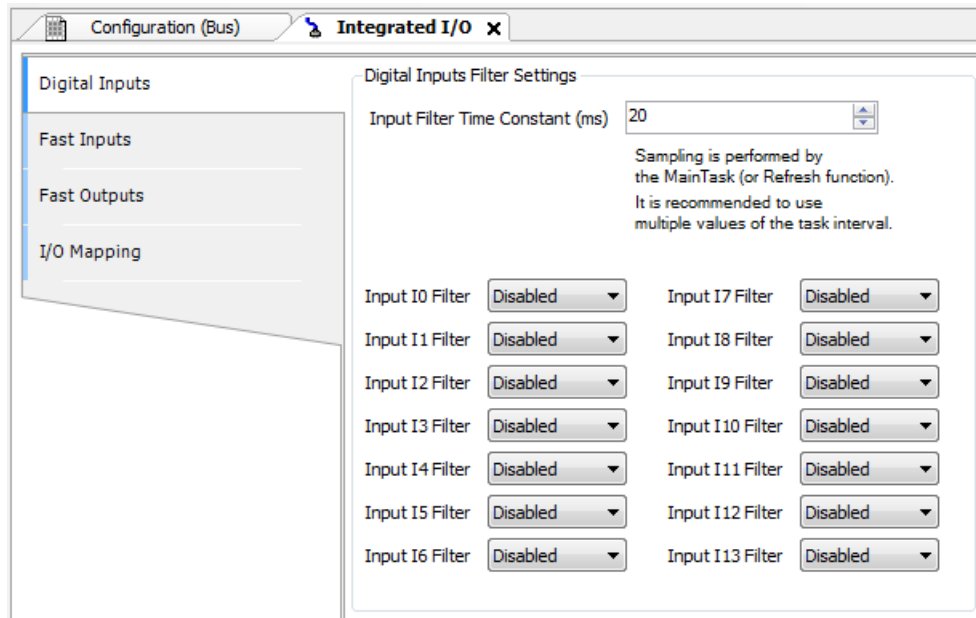 Configuration (Bus)
Integrated I/O
Digital Inputs
Fast Inputs
Fast Outputs
I/O Mapping
Digital Inputs Filter Settings
Input Filter Time Constant (ms) 20
Sampling is performed by
the MainTask (or Refresh function).
It is recommended to use
multiple values of the task interval.
Input I0 Filter Disabled Input I7 Filter Disabled
Input I1 Filter Disabled Input I8 Filter Disabled
Input I2 Filter Disabled Input I9 Filter Disabled
Input I3 Filter Disabled Input I10 Filter Disabled
Input I4 Filter Disabled Input I11 Filter Disabled
Input I5 Filter Disabled Input I12 Filter Disabled
Input I6 Filter Disabled Input I13 Filter Disabled